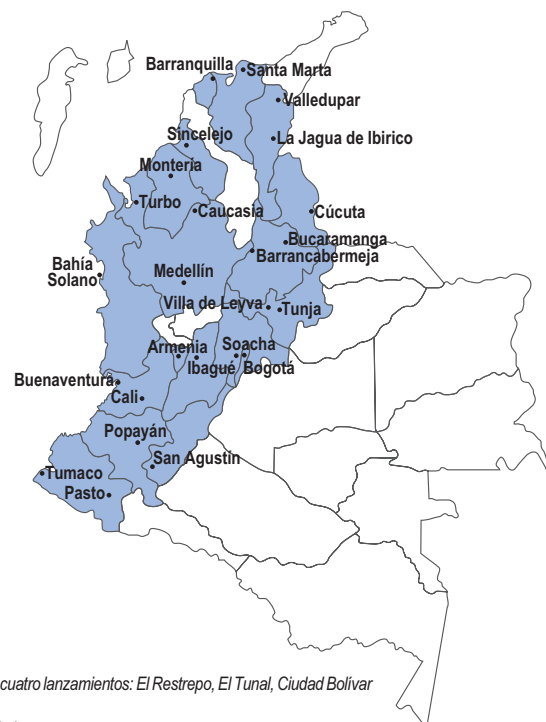 Barranquilla
Santa Marta
Valledupar
Sincelejo
La Jagua de Ibirico
Montería
Turbo
Caucasia
Cúcuta
Bucaramanga
Barrancabermeja
Bahía
Solano
Medellín
Villa de Leyva
Tunja
Armenia
Soacha
Ibagué
Bogotá
Buenaventura
Cali
Popayán
San Agustín
Tumaco
Pasto
cuatro lanzamientos: El Restrepo, El Tunal, Ciudad Bolivar